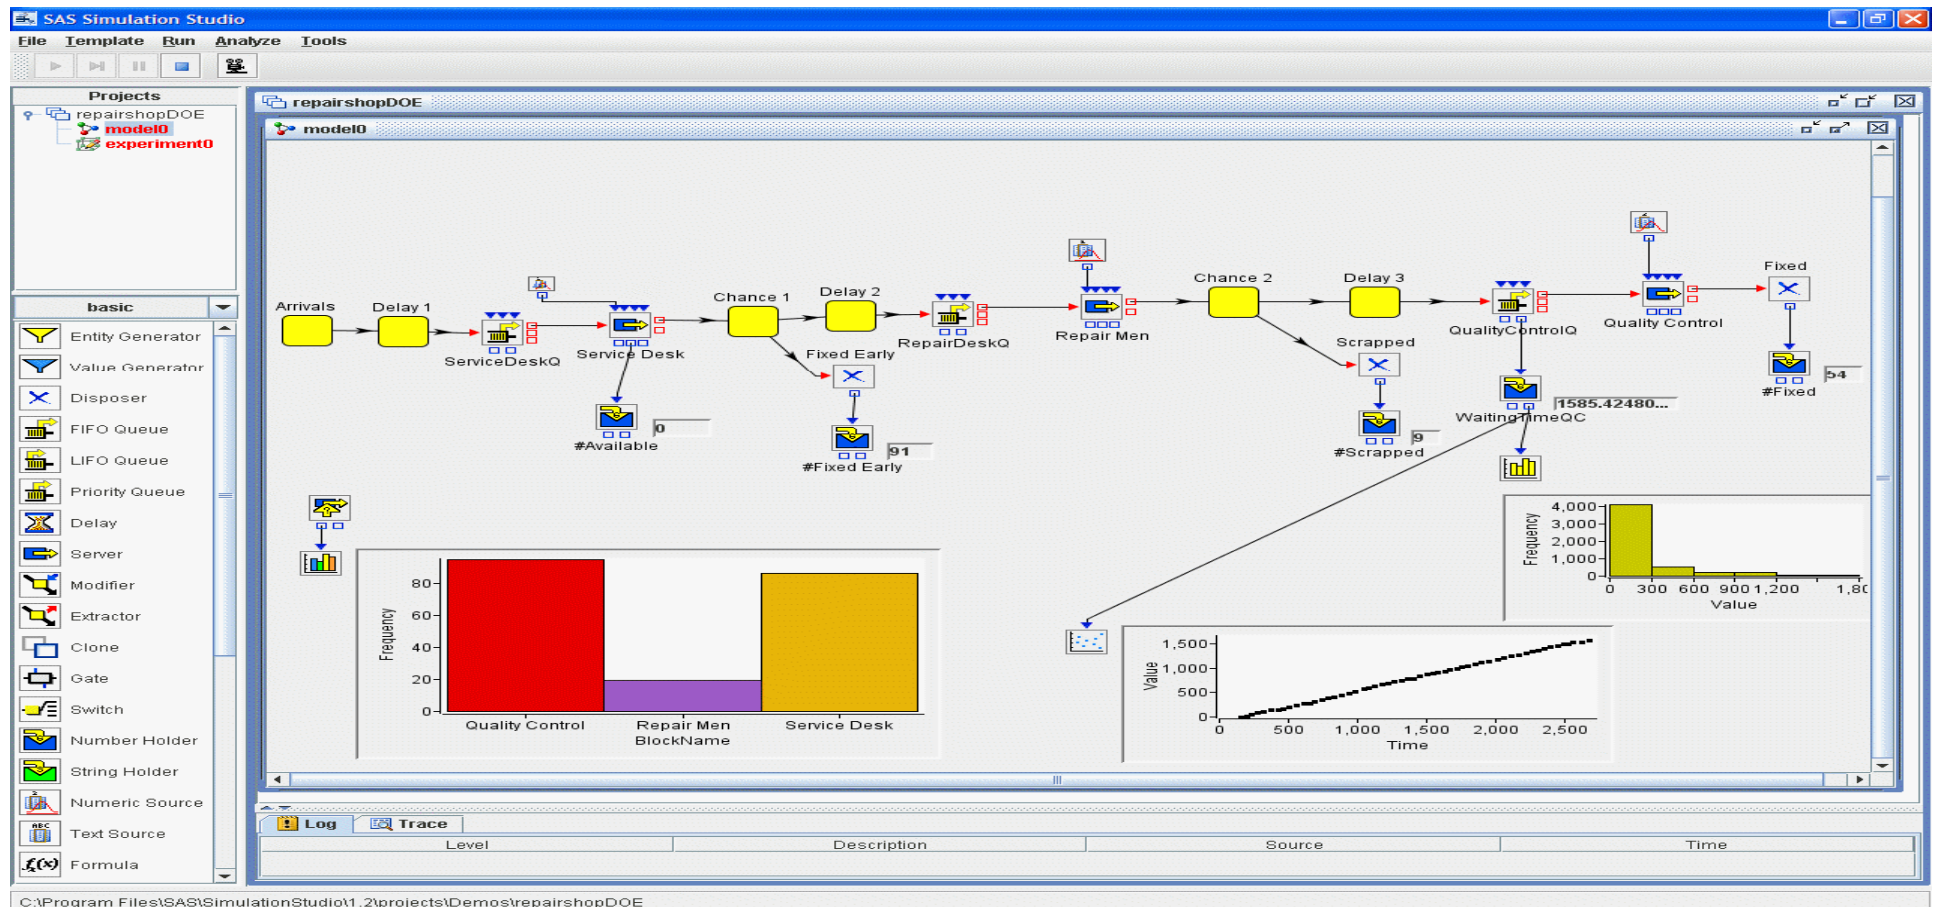 SAS Simulation Studio
File Template Run Analyze Tools
Projects
repairshopDOE
model0
experiment0
basic
Entity Generator
Value Generator
Disposer
FIFO Queue
LIFO Queue
Priority Queue
Delay
Server
Modifier
Extractor
Clone
Gate
Switch
Number Holder
String Holder
Numeric Source
ABC
Text Source
Formula
repairshopDOE
model0
Arrivals
Delay 1
ServiceDeskQ
Service Desk
#Available
0
Chance 1
Delay 2
Fixed Early
#Fixed Early
91
RepairDeskQ
Repair Men
Chance 2
Delay 3
Scrapped
#Scrapped
9
QualityControlQ
WaitingTimeQC
1585.42480...
Quality Control
Fixed
#Fixed
54
Frequency
80
60
40
20
0
Quality Control Repair Men Service Desk
BlockName
Value
1,500
1,000
500
0
0 500 1,000 1,500 2,000 2,500
Time
Frequency
4,000
3,000
2,000
1,000
0
0 300 600 900 1,200 1,80
Value
Log Trace
Level Description Source Time
C:\Program Files\SAS\SimulationStudio\1.2\projects\Demos\repairshopDOE